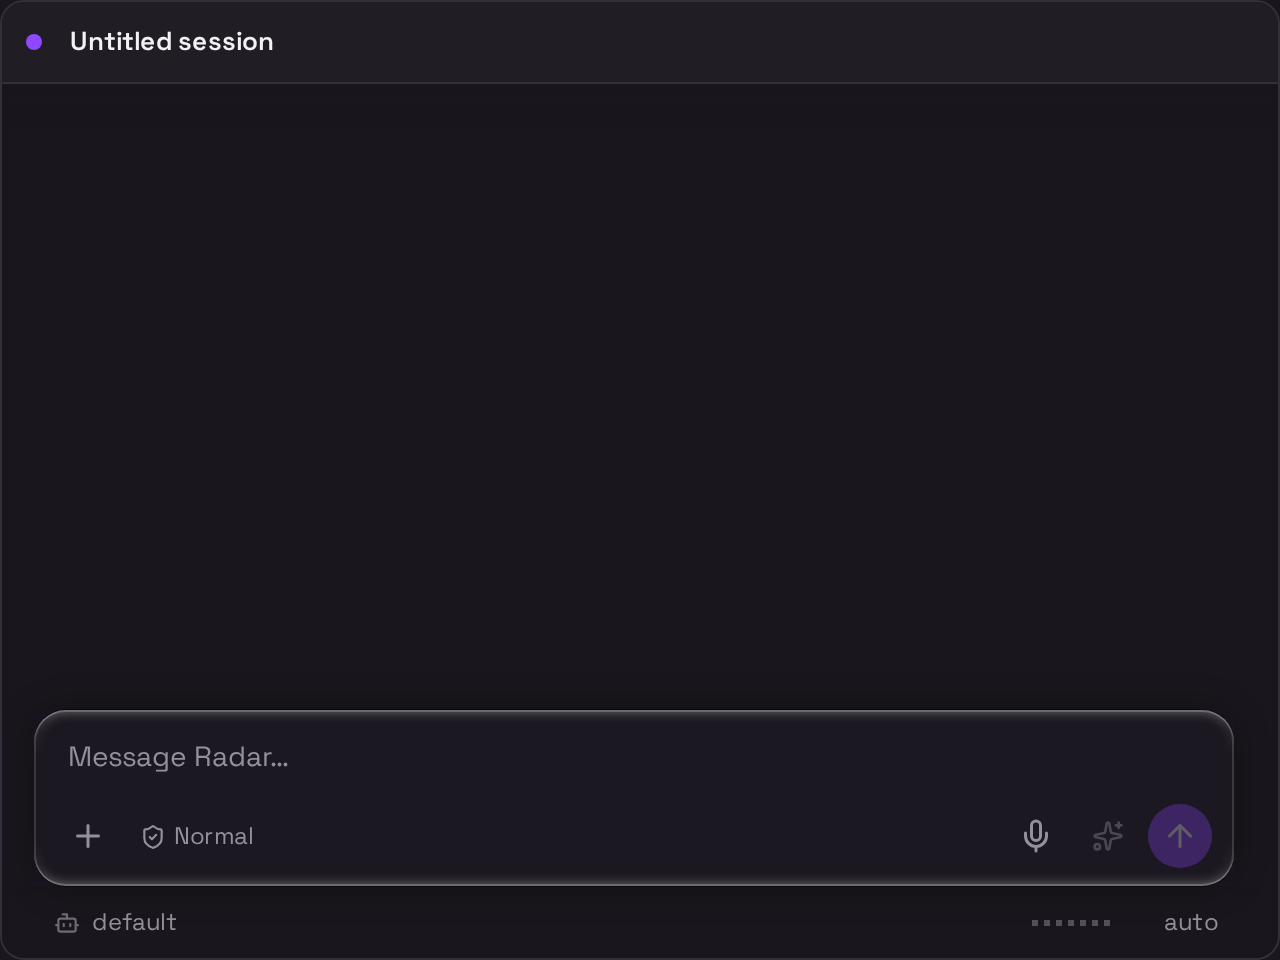 Untitled session
Message Radar...
Normal
default
auto